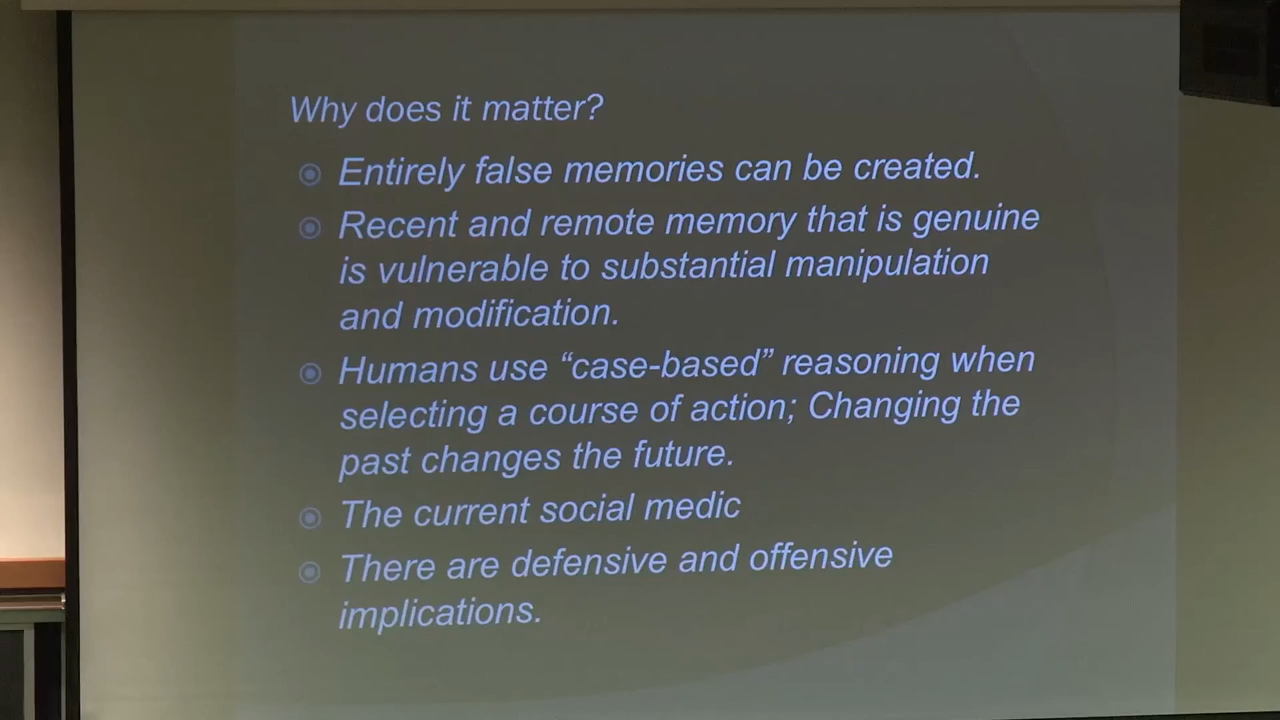 Why does it matter?
Entirely false memories can be created.
Recent and remote memory that is genuine
is vulnerable to substantial manipulation
and modification.
Humans use “case-based” reasoning when
selecting a course of action; Changing the
past changes the future.
The current social medic
There are defensive and offensive
implications.